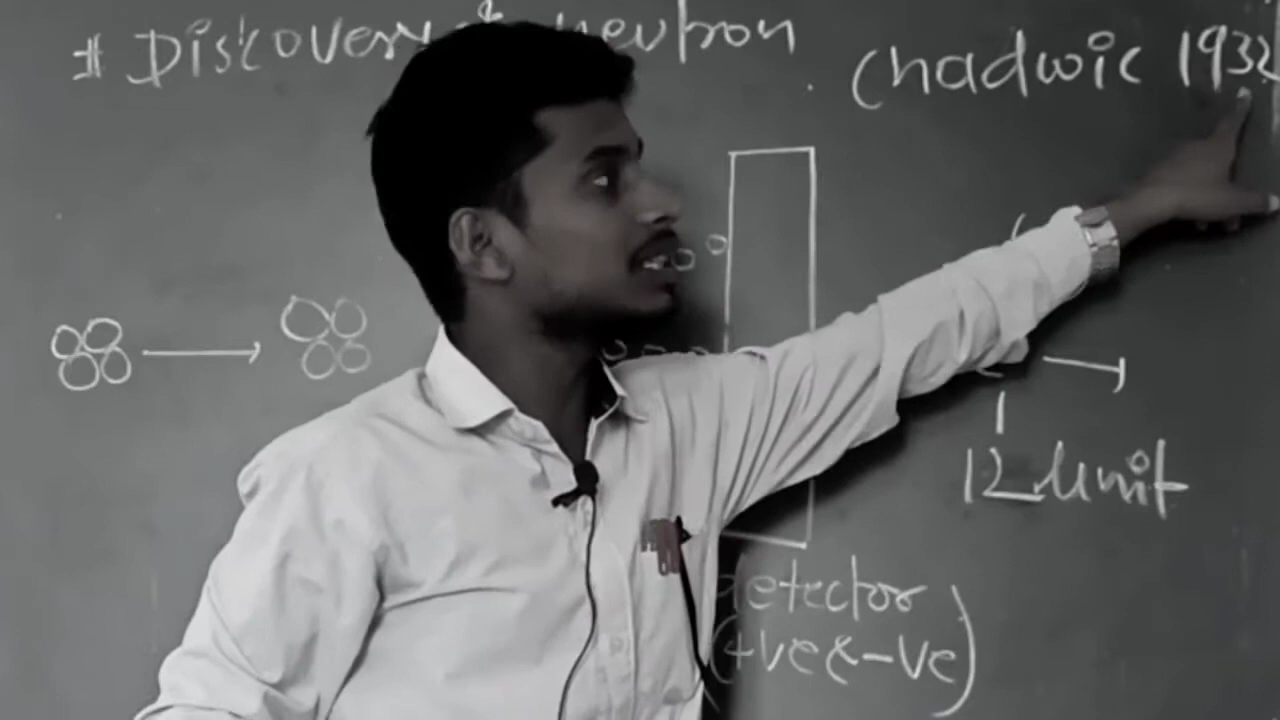 # Discovery of neutron
Chadwic 1932
12 Unit
detector
(+ve & -ve)